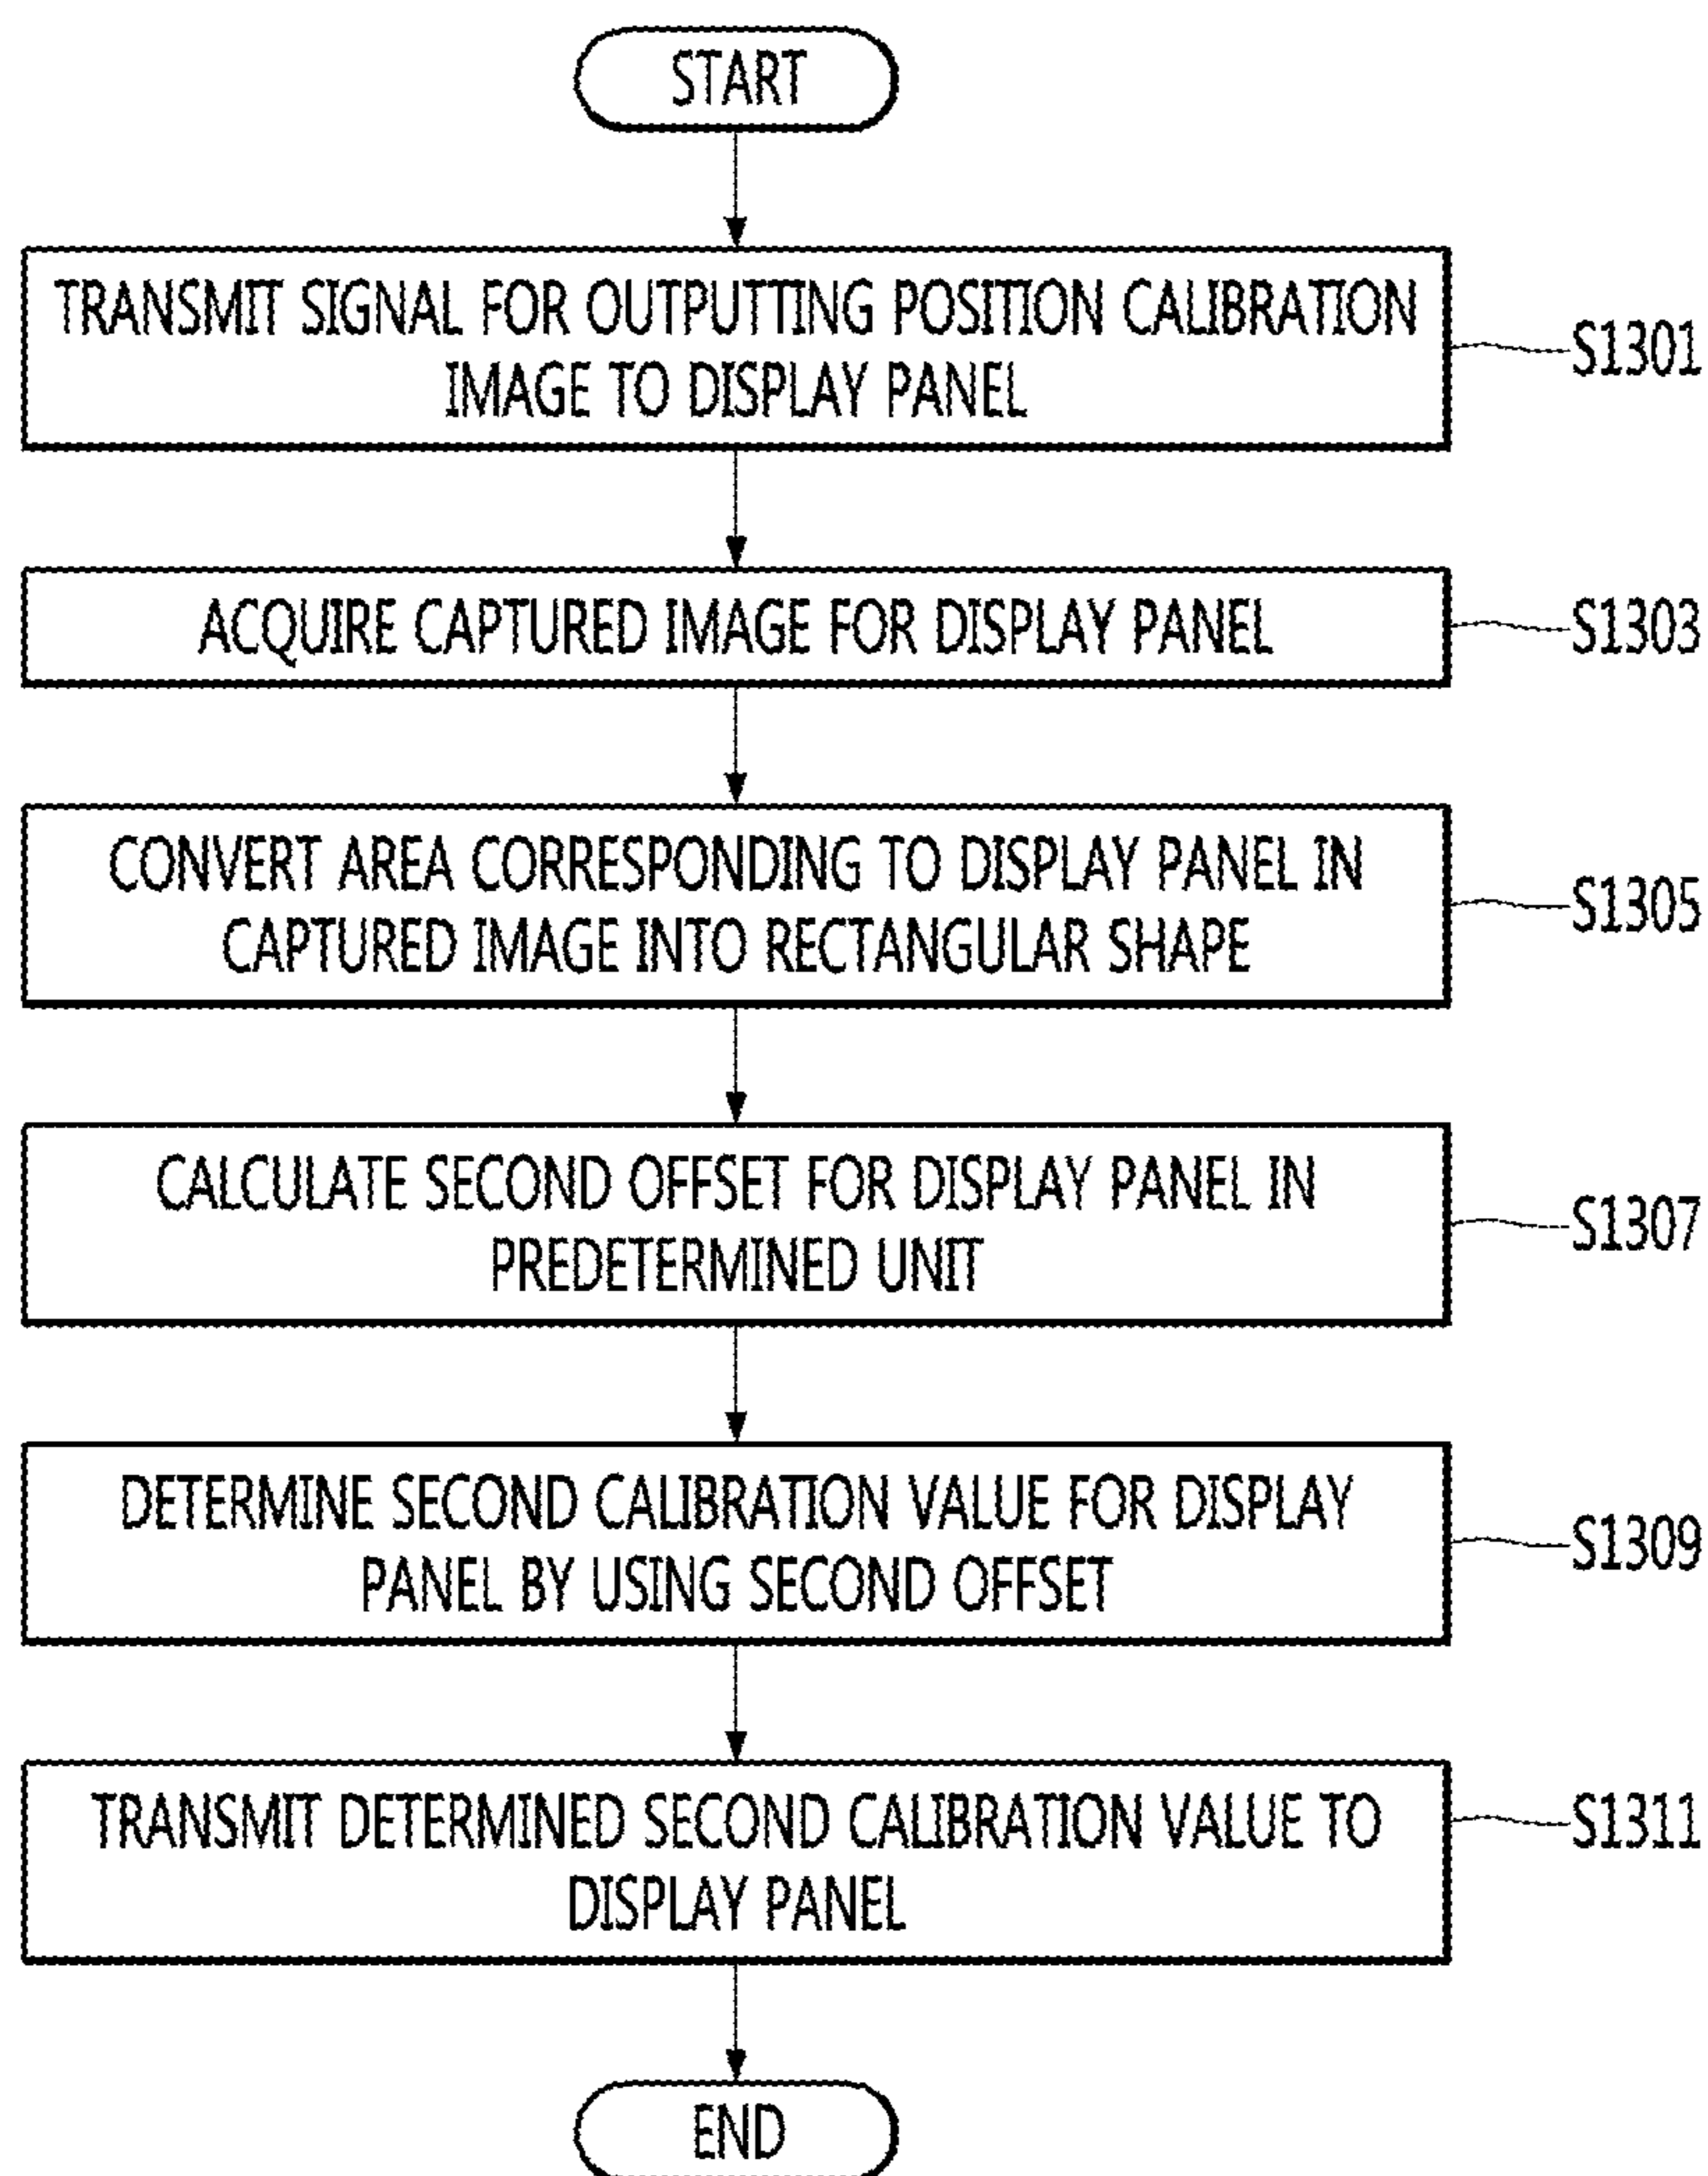 START
TRANSMIT SIGNAL FOR OUTPUTTING POSITION CALIBRATION
IMAGE TO DISPLAY PANEL
S1301
ACQUIRE CAPTURED IMAGE FOR DISPLAY PANEL
S1303
CONVERT AREA CORRESPONDING TO DISPLAY PANEL IN
CAPTURED IMAGE INTO RECTANGULAR SHAPE
S1305
CALCULATE SECOND OFFSET FOR DISPLAY PANEL IN
PREDETERMINED UNIT
S1307
DETERMINE SECOND CALIBRATION VALUE FOR DISPLAY
PANEL BY USING SECOND OFFSET
S1309
TRANSMIT DETERMINED SECOND CALIBRATION VALUE TO
DISPLAY PANEL
S1311
END